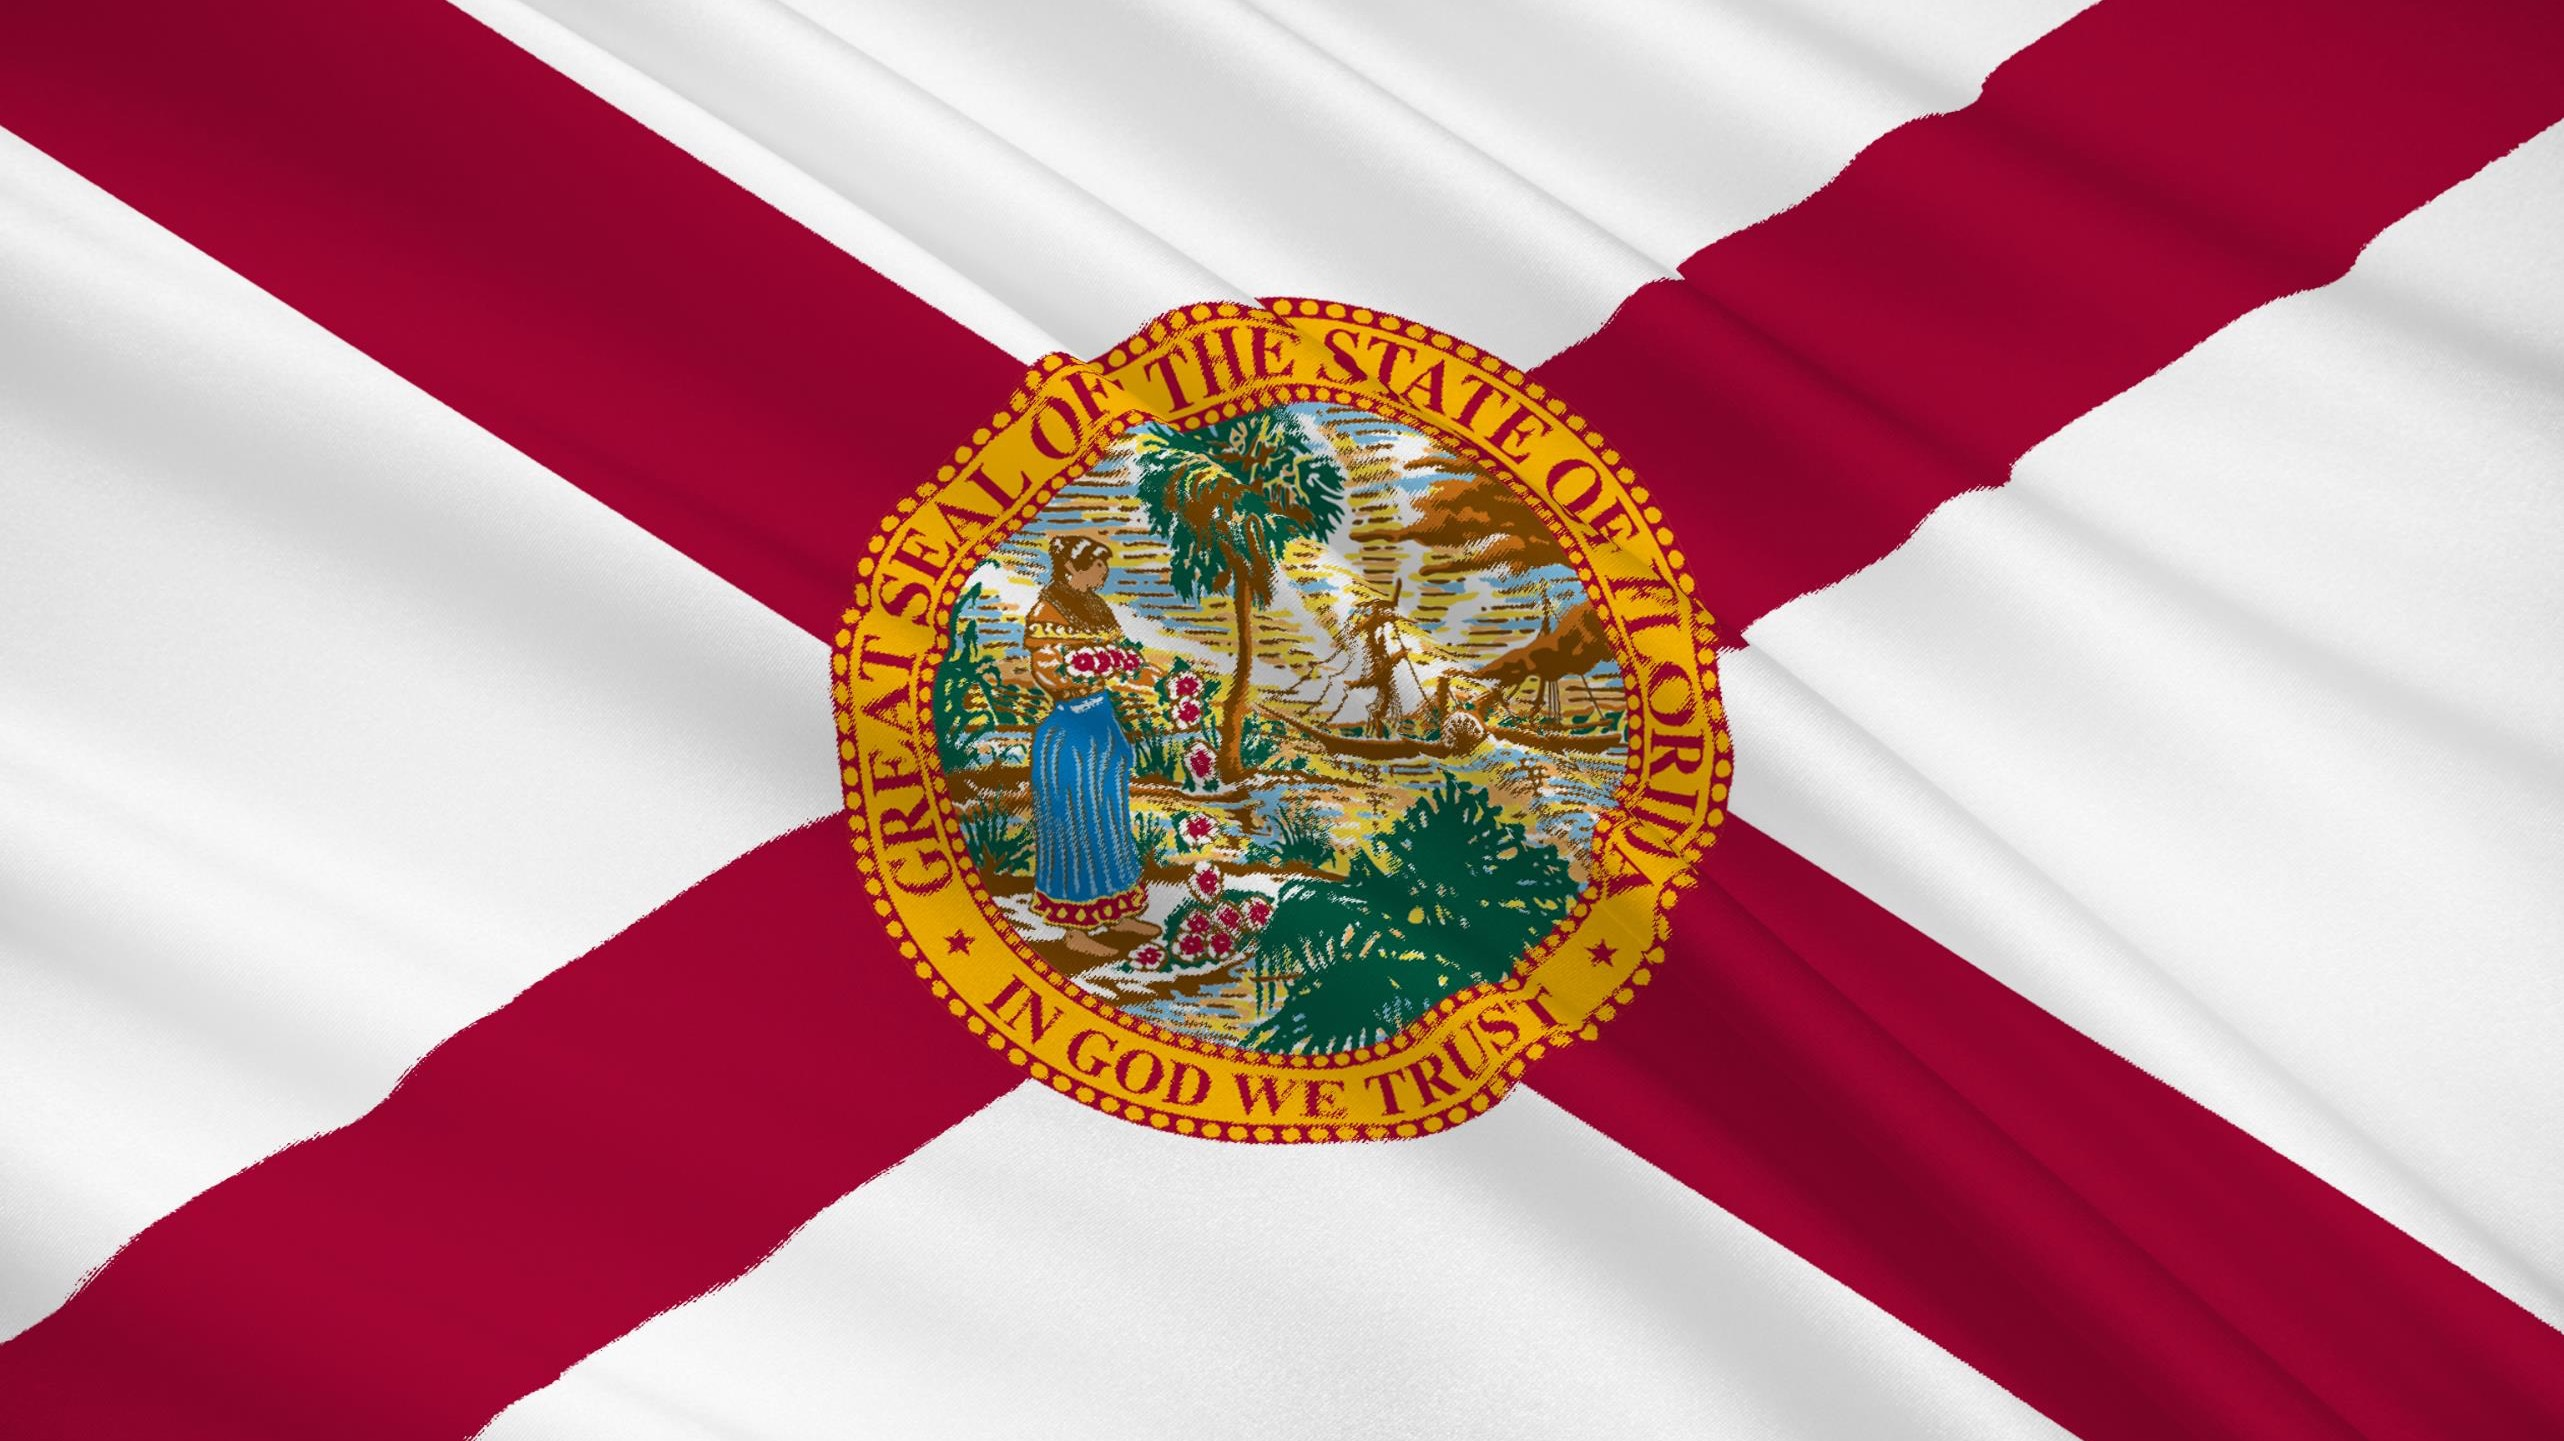 GREAT SEAL OF THE STATE OF FLORIDA
IN GOD WE TRUST